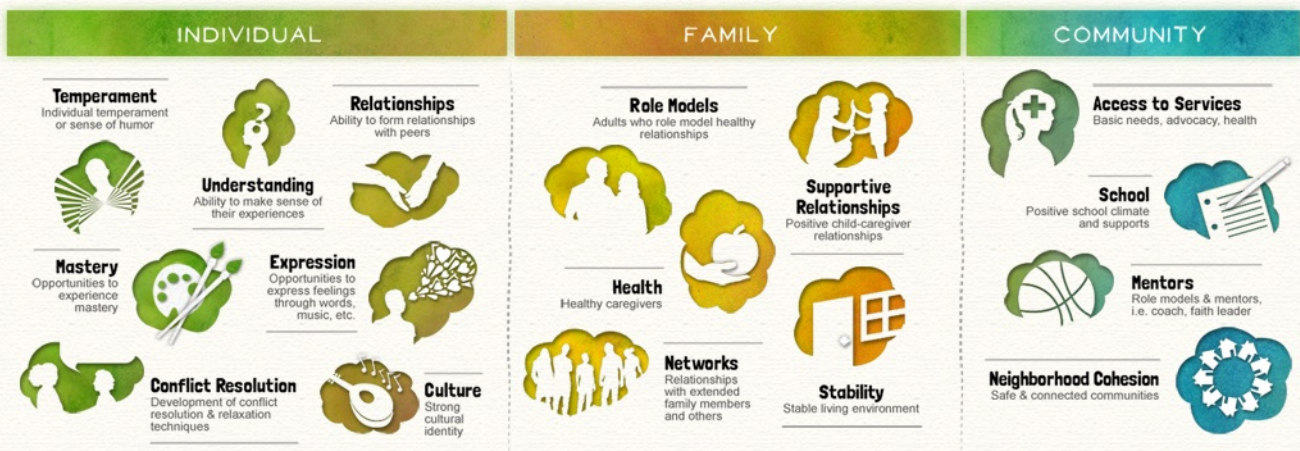 INDIVIDUAL
Temperament
Individual temperament
or sense of humor
Understanding
Ability to make sense of
their experiences
Relationships
Ability to form relationships
with peers
Mastery
Opportunities to
experience
mastery
Expression
Opportunities to
express feelings
through words,
music, etc.
Conflict Resolution
Development of conflict
resolution & relaxation
techniques
Culture
Strong
cultural
identity
FAMILY
Role Models
Adults who role model healthy
relationships
Supportive
Relationships
Positive child-caregiver
relationships
Health
Healthy caregivers
Networks
Relationships
with extended
family members
and others
Stability
Stable living environment
COMMUNITY
Access to Services
Basic needs, advocacy, health
School
Positive school climate
and supports
Mentors
Role models & mentors,
i.e. coach, faith leader
Neighborhood Cohesion
Safe & connected communities